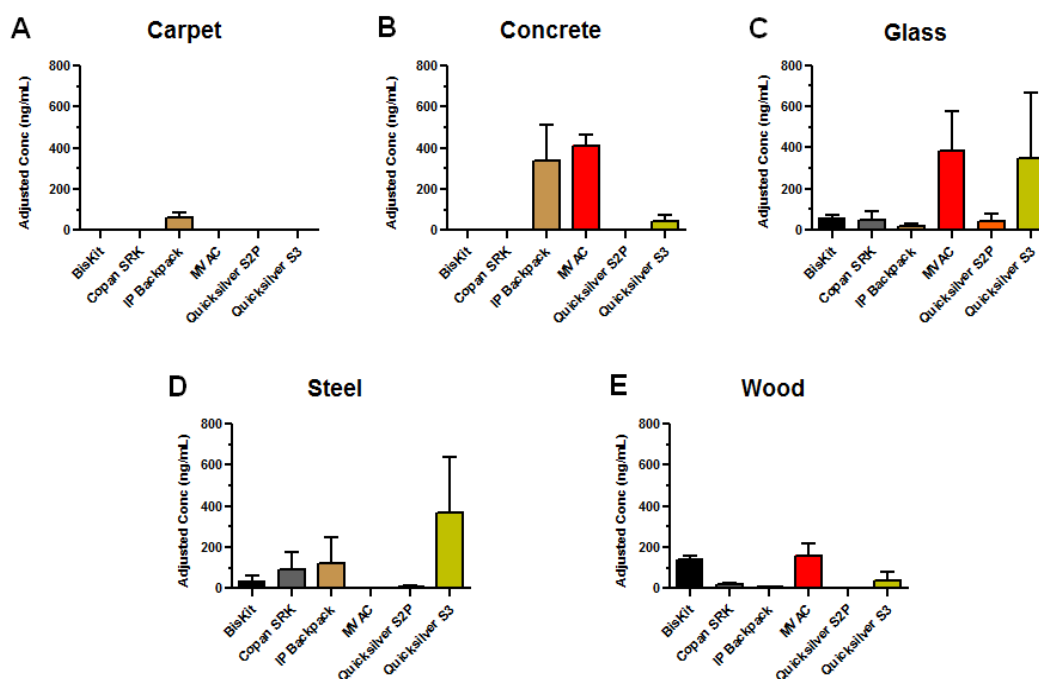 A
Carpet
Adjusted Conc (ng/mL)
800
600
400
200
0
BisKit
Copan SRK
IP Backpack
MVAC
Quicksilver S2P
Quicksilver S3
B
Concrete
Adjusted Conc (ng/mL)
800
600
400
200
0
BisKit
Copan SRK
IP Backpack
MVAC
Quicksilver S2P
Quicksilver S3
C
Glass
Adjusted Conc (ng/mL)
800
600
400
200
0
BisKit
Copan SRK
IP Backpack
MVAC
Quicksilver S2P
Quicksilver S3
D
Steel
Adjusted Conc (ng/mL)
800
600
400
200
0
BisKit
Copan SRK
IP Backpack
MVAC
Quicksilver S2P
Quicksilver S3
E
Wood
Adjusted Conc (ng/mL)
800
600
400
200
0
BisKit
Copan SRK
IP Backpack
MVAC
Quicksilver S2P
Quicksilver S3